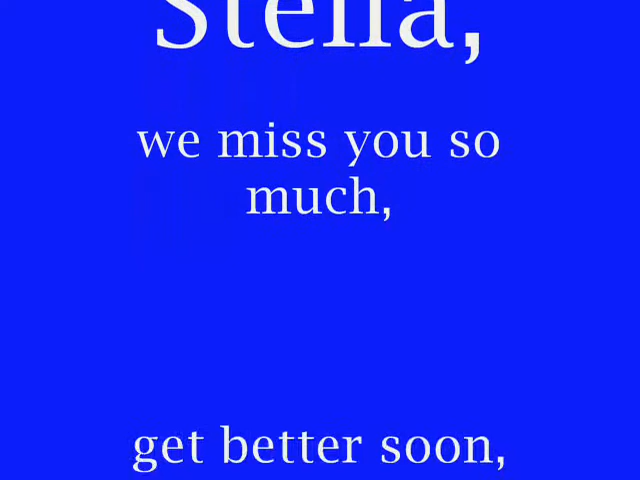 Stella,
we miss you so
much,
get better soon,